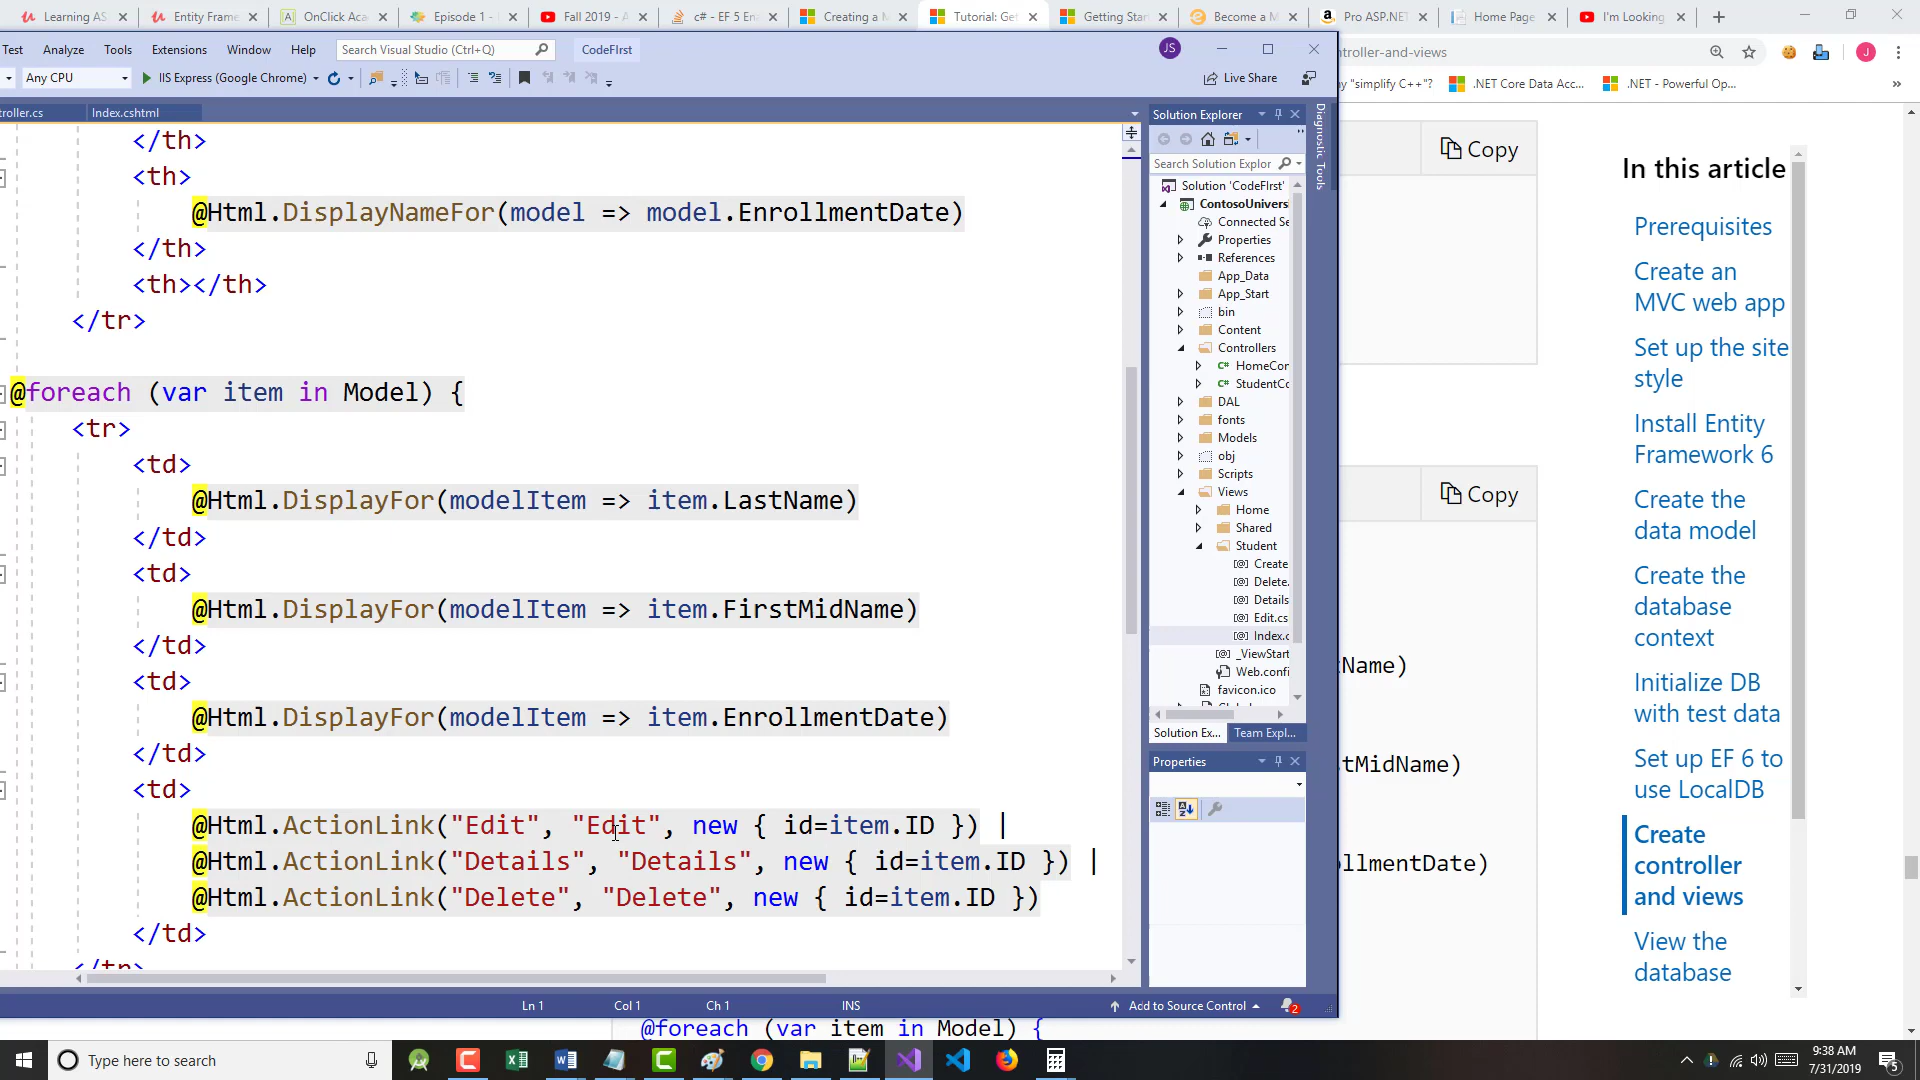 Learning AS
Entity Frame
OnClick Aca
Episode 1 -
Fall 2019 - A
c# - EF 5 Ena
Creating a M
Tutorial: Get
Getting Star
Become a M
Pro ASP.NET
Home Page
I'm Looking
Test
Analyze
Tools
Extensions
Window
Help
Search Visual Studio (Ctrl+Q)
CodeFIrst
JS
ntroller-and-views
J
Any CPU
IIS Express (Google Chrome)
Live Share
y "simplify C++"?
.NET Core Data Acc...
.NET - Powerful Op...
»
roller.cs
Index.cshtml
</th>
<th>
@Html.DisplayNameFor(model => model.EnrollmentDate)
</th>
<th></th>
</tr>
@foreach (var item in Model) {
<tr>
<td>
@Html.DisplayFor(modelItem => item.LastName)
</td>
<td>
@Html.DisplayFor(modelItem => item.FirstMidName)
</td>
<td>
@Html.DisplayFor(modelItem => item.EnrollmentDate)
</td>
<td>
@Html.ActionLink("Edit", "Edit", new { id=item.ID }) |
@Html.ActionLink("Details", "Details", new { id=item.ID }) |
@Html.ActionLink("Delete", "Delete", new { id=item.ID })
</td>
</tr>
Solution Explorer
Search Solution Explor
Solution 'CodeFIrst'
ContosoUniversi
Connected Se
Properties
References
App_Data
App_Start
bin
Content
Controllers
HomeCon
StudentCo
DAL
fonts
Models
obj
Scripts
Views
Home
Shared
Student
Create
Delete.
Details
Edit.cs
Index.c
_ViewStart
Web.confi
favicon.ico
Solution Ex...
Team Expl...
Properties
Diagnostic Tools
Copy
Copy
tName)
stMidName)
ollmentDate)
In this article
Prerequisites
Create an
MVC web app
Set up the site
style
Install Entity
Framework 6
Create the
data model
Create the
database
context
Initialize DB
with test data
Set up EF 6 to
use LocalDB
Create
controller
and views
View the
database
Ln 1
Col 1
Ch 1
INS
Add to Source Control
2
@foreach (var item in Model) {
Type here to search
9:38 AM
7/31/2019
5